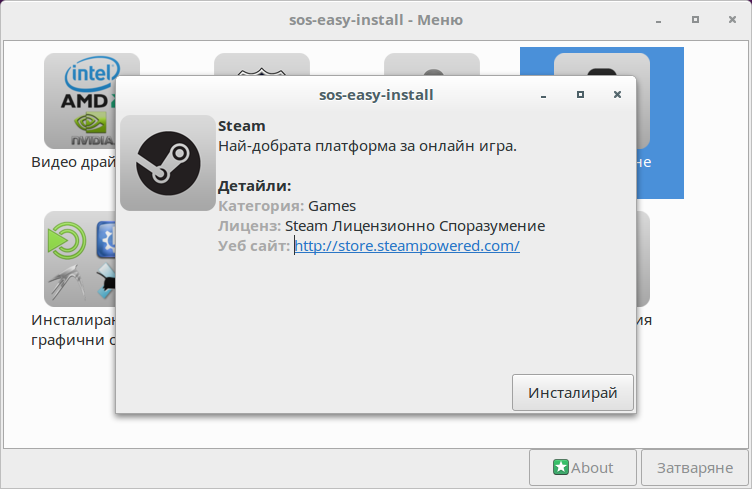 sos-easy-install - Меню
intel
AMD
NVIDIA
Видео драй
не
sos-easy-install
Steam
Най-добрата платформа за онлайн игра.
Детайли:
Категория: Games
Лиценз: Steam Лицензионно Споразумение
Уеб сайт: http://store.steampowered.com/
Инсталиран
графични о
ия
Инсталирай
About
Затваряне